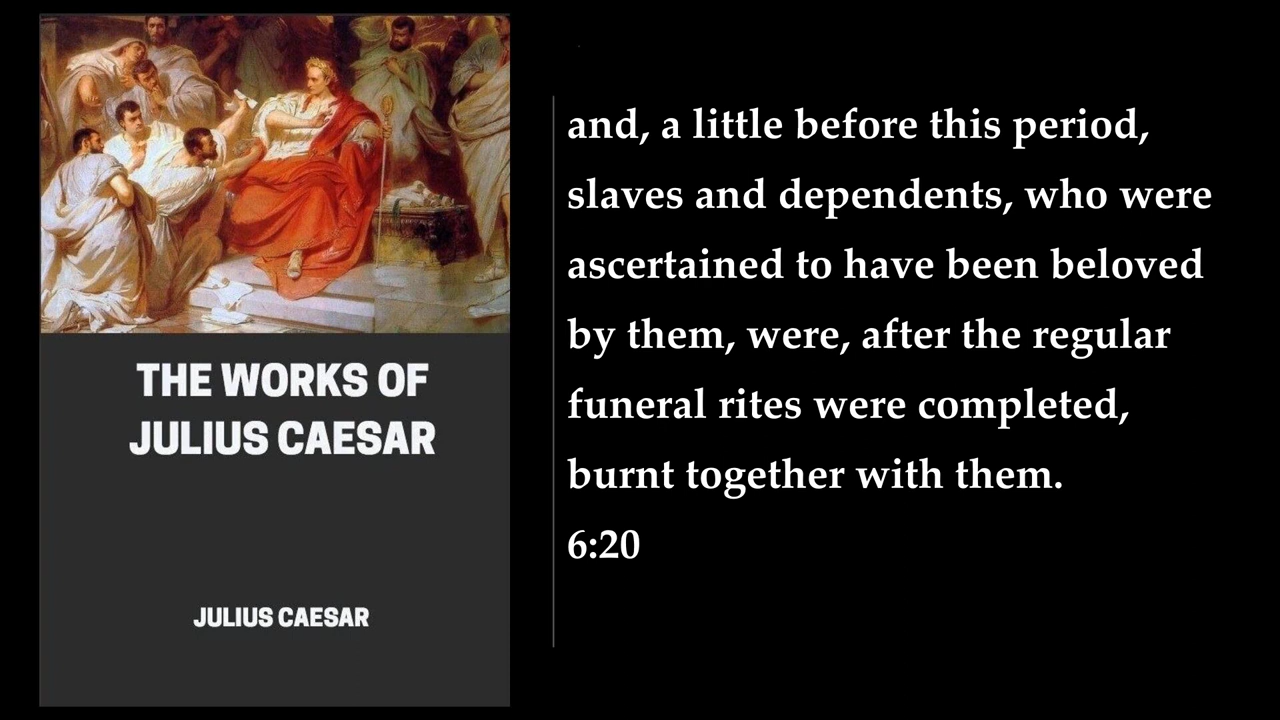 THE WORKS OF
JULIUS CAESAR
JULIUS CAESAR
and, a little before this period,
slaves and dependents, who were
ascertained to have been beloved
by them, were, after the regular
funeral rites were completed,
burnt together with them.
6:20